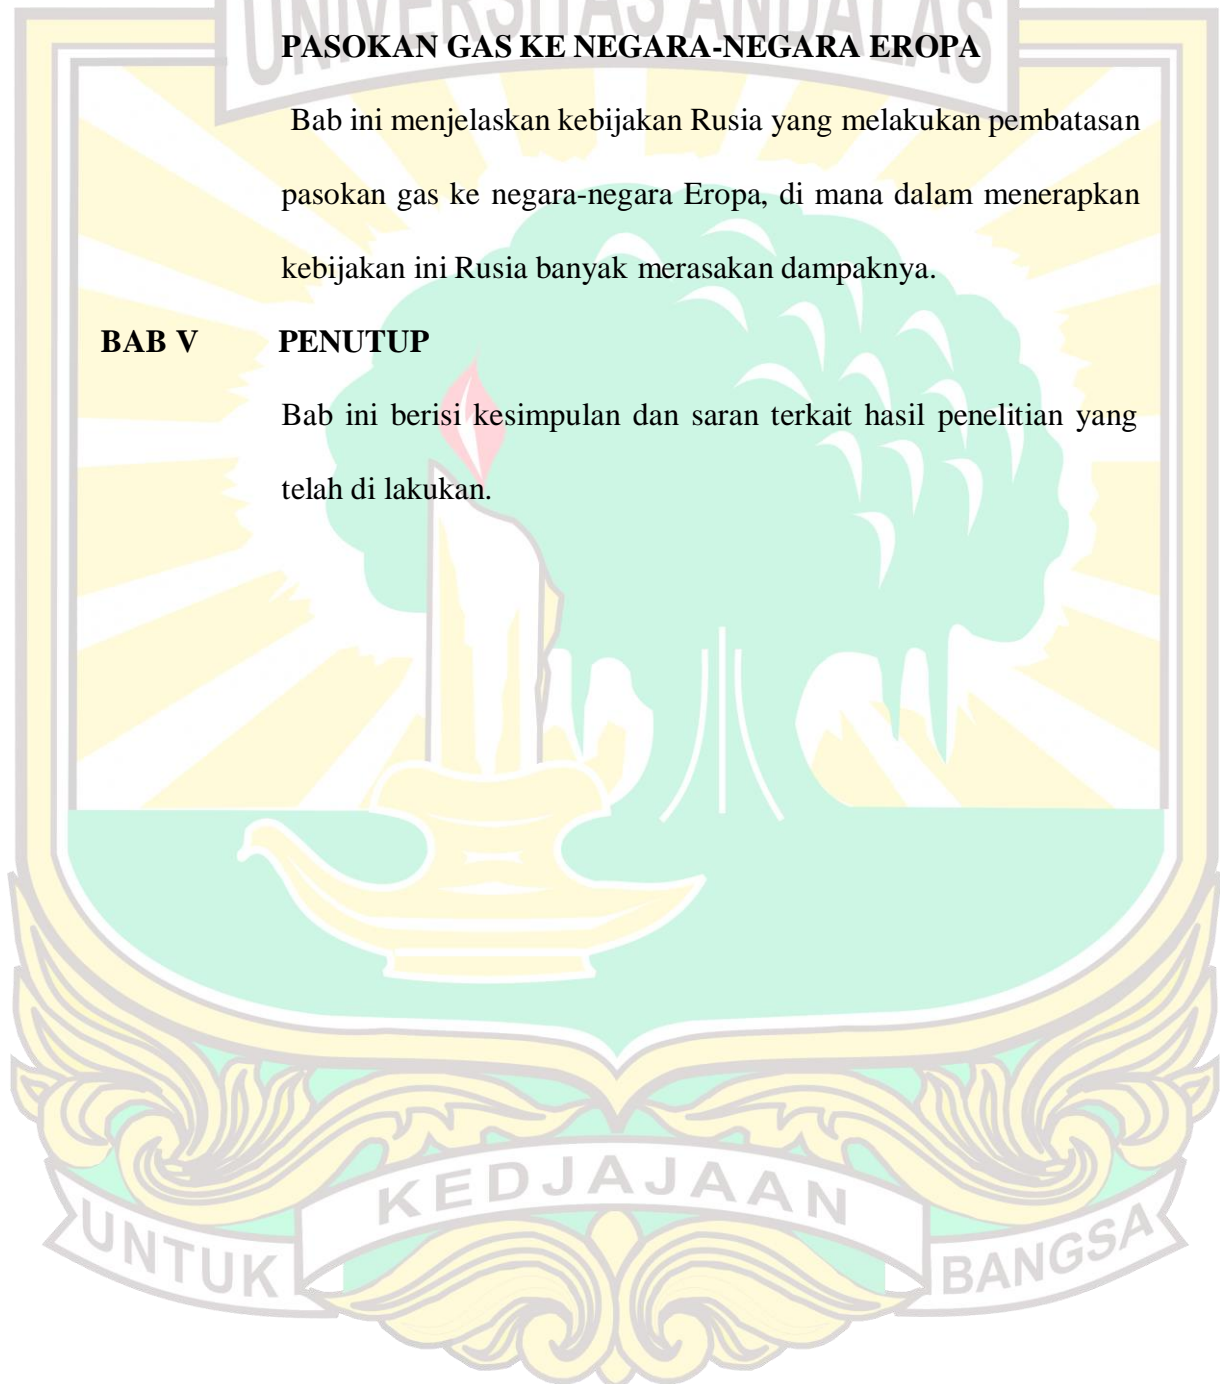 UNIVERSITAS ANDALAS
PASOKAN GAS KE NEGARA-NEGARA EROPA
Bab ini menjelaskan kebijakan Rusia yang melakukan pembatasan
pasokan gas ke negara-negara Eropa, di mana dalam menerapkan
kebijakan ini Rusia banyak merasakan dampaknya.
BAB V PENUTUP
Bab ini berisi kesimpulan dan saran terkait hasil penelitian yang
telah di lakukan.
UNTUK KEDJAJAAN BANGSA